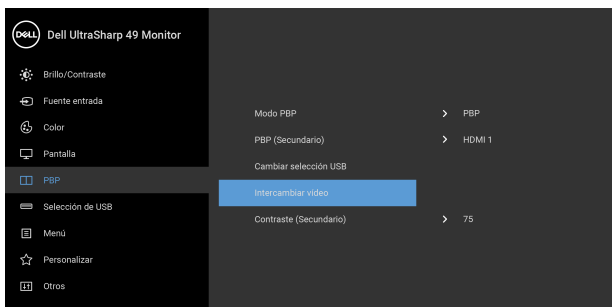 DELL Dell UltraSharp 49 Monitor
Brillo/Contraste
Fuente entrada
Color
Pantalla
PBP
Selección de USB
Menú
Personalizar
Otros
Modo PBP > PBP
PBP (Secundario) > HDMI 1
Cambiar selección USB
Intercambiar vídeo
Contraste (Secundario) > 75